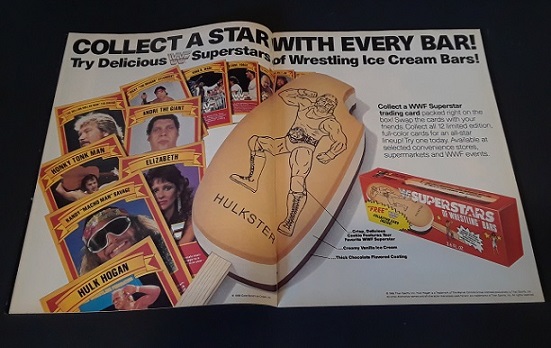 COLLECT A STAR WITH EVERY BAR!
Try Delicious WF Superstars of Wrestling Ice Cream Bars!
ANDRE THE GIANT
HONKY TONK MAN
ELIZABETH
RANDY "MACHO MAN" SAVAGE
HULK HOGAN
HULKSTER
Collect a WWF Superstar
trading card packed right on the
box! Swap the cards with your
friends. Collect all 12 limited edition,
full-color cards for an all-star
lineup! Try one today. Available at
selected convenience stores,
supermarkets and WWF events.
SUPERSTARS
OF WRESTLING BARS
FREE
Crisp, Delicious
Cookie Features Your
Favorite WWF Superstar
Creamy Vanilla Ice Cream
Thick Chocolate Flavored Coating